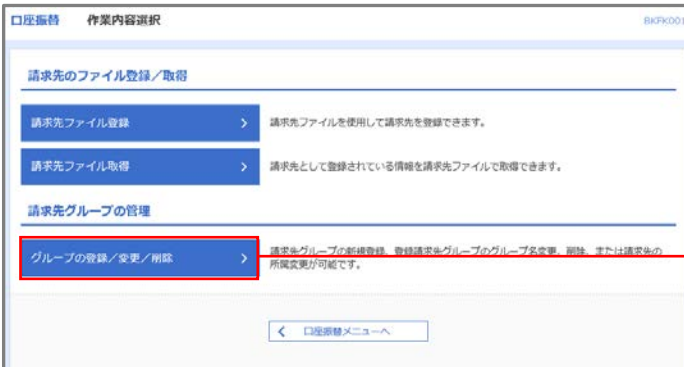 口座振替 作業内容選択 BKFK001
請求先のファイル登録／取得
請求先ファイル登録 請求先ファイルを使用して請求先を登録できます。
請求先ファイル取得 請求先として登録されている情報を請求先ファイルで取得できます。
請求先グループの管理
グループの登録／変更／削除 請求先グループの新規登録、登録請求先グループのグループ名変更、削除、または請求先の
所属変更が可能です。
口座振替メニューへ